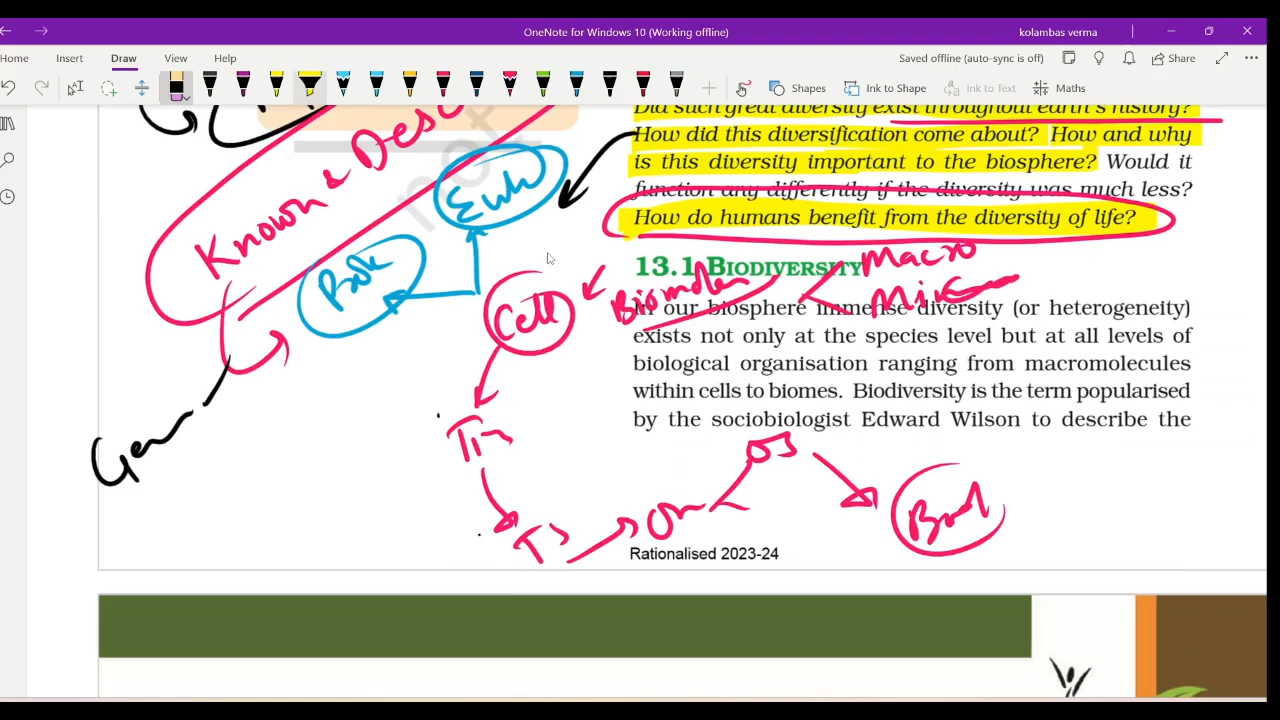 OneNote for Windows 10 (Working offline)
kolambas verma
Home Insert Draw View Help
Saved offline (auto-sync is off)
Share
Shapes
Ink to Shape
Ink to Text
Maths
Did such great diversity exist throughout earth's history?
How did this diversification come about? How and why
is this diversity important to the biosphere? Would it
function any differently if the diversity was much less?
How do humans benefit from the diversity of life?
Known & Desc
not
13.1 BIODIVERSITY
Macro
Cell
In our biosphere immense diversity (or heterogeneity)
exists not only at the species level but at all levels of
biological organisation ranging from macromolecules
within cells to biomes. Biodiversity is the term popularised
by the sociobiologist Edward Wilson to describe the
OS
Rationalised 2023-24